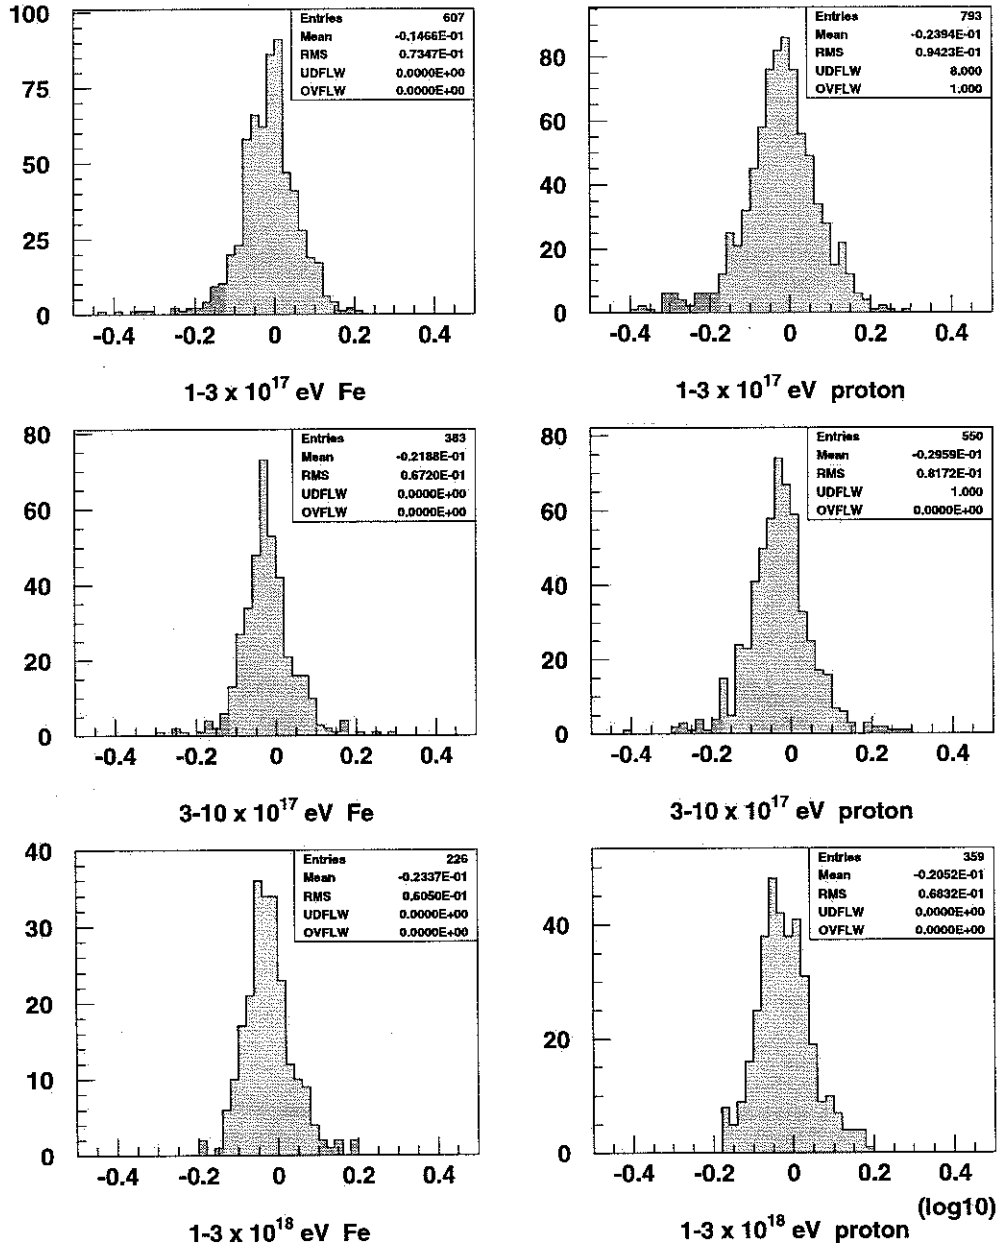 Entries 607
Mean -0.1466E-01
RMS 0.7347E-01
UDFLW 0.0000E+00
OVFLW 0.0000E+00
100
75
50
25
0
-0.4 -0.2 0 0.2 0.4
1-3 x 10^17 eV Fe
Entries 793
Mean -0.2394E-01
RMS 0.9423E-01
UDFLW 8.000
OVFLW 1.000
80
60
40
20
0
-0.4 -0.2 0 0.2 0.4
1-3 x 10^17 eV proton
Entries 383
Mean -0.2188E-01
RMS 0.6720E-01
UDFLW 0.0000E+00
OVFLW 0.0000E+00
80
60
40
20
0
-0.4 -0.2 0 0.2 0.4
3-10 x 10^17 eV Fe
Entries 550
Mean -0.2959E-01
RMS 0.8172E-01
UDFLW 1.000
OVFLW 0.0000E+00
80
60
40
20
0
-0.4 -0.2 0 0.2 0.4
3-10 x 10^17 eV proton
Entries 226
Mean -0.2337E-01
RMS 0.6050E-01
UDFLW 0.0000E+00
OVFLW 0.0000E+00
40
30
20
10
0
-0.4 -0.2 0 0.2 0.4
1-3 x 10^18 eV Fe
Entries 359
Mean -0.2052E-01
RMS 0.6832E-01
UDFLW 0.0000E+00
OVFLW 0.0000E+00
40
20
0
-0.4 -0.2 0 0.2 0.4
(log10)
1-3 x 10^18 eV proton